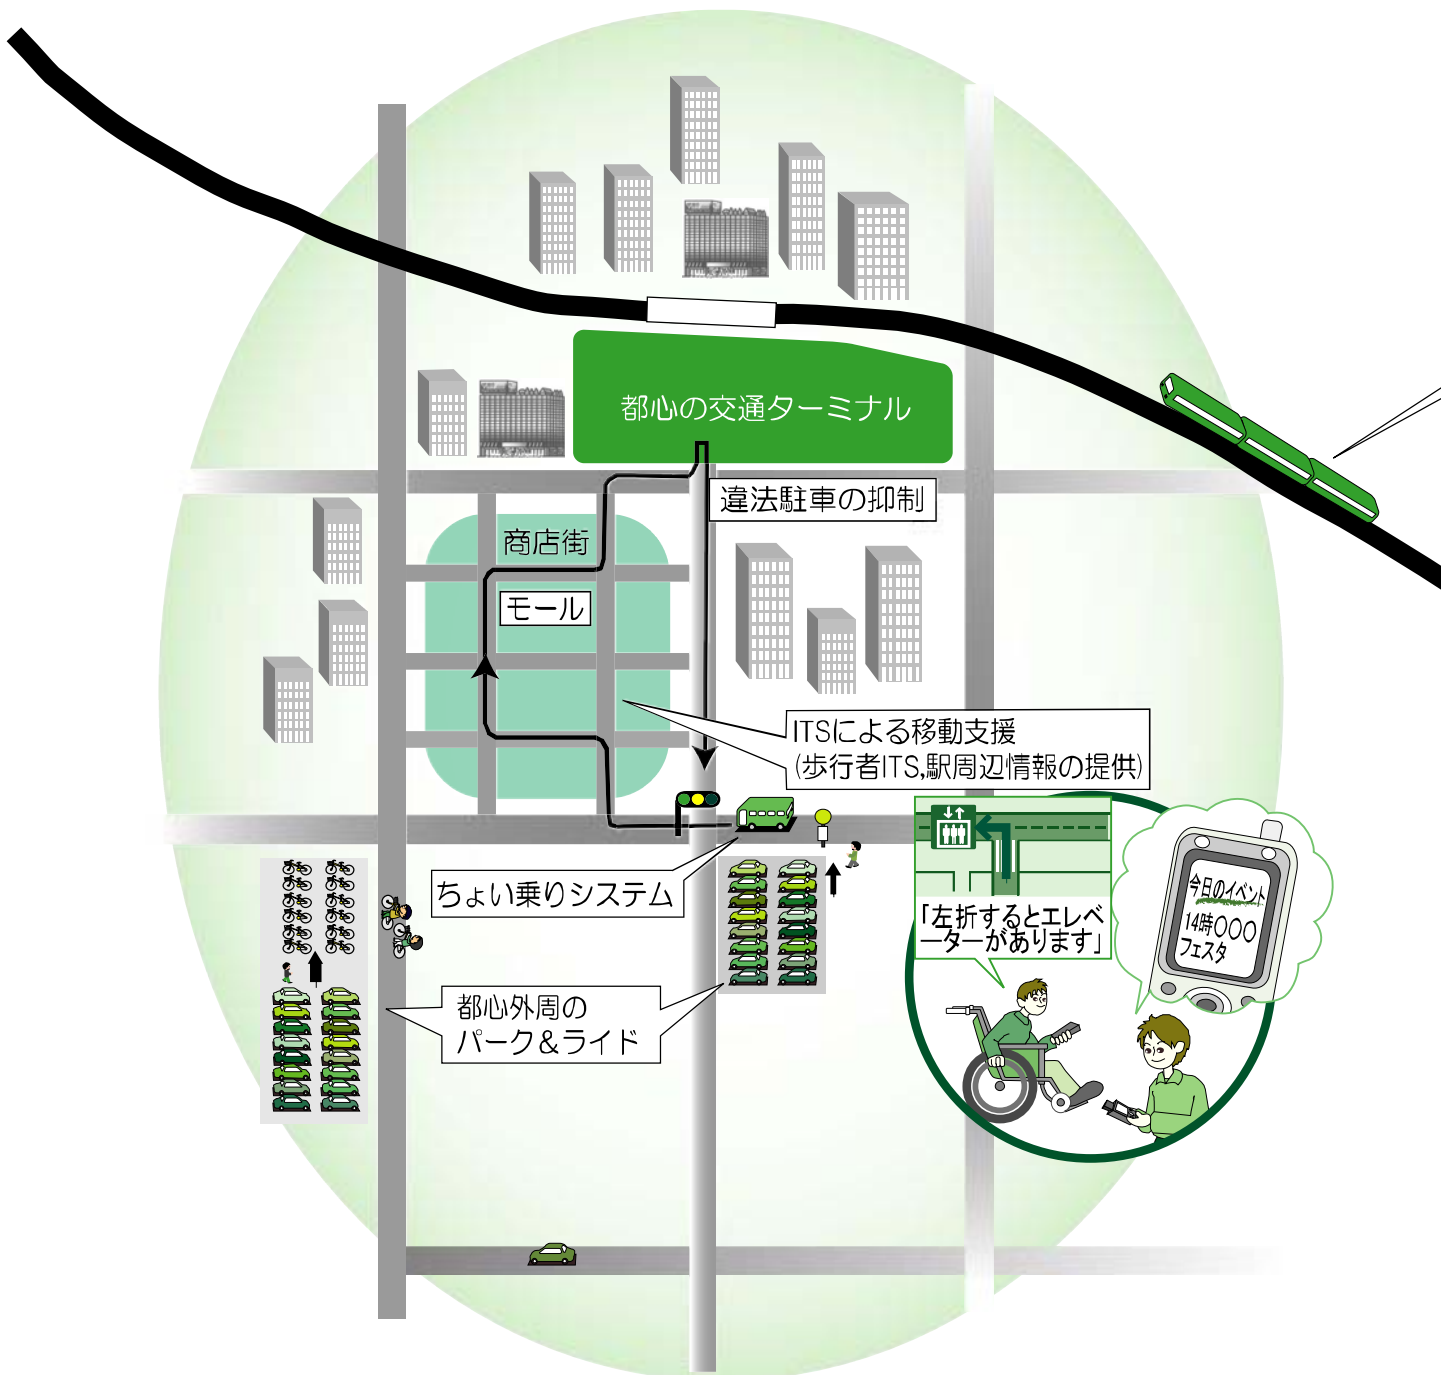 都心の交通ターミナル
違法駐車の抑制
商店街
モール
ITSによる移動支援
(歩行者ITS,駅周辺情報の提供)
ちょい乗りシステム
「左折するとエレベ
ーターがあります」
今日のイベント
14時○○○
フェスタ
都心外周の
パーク&ライド